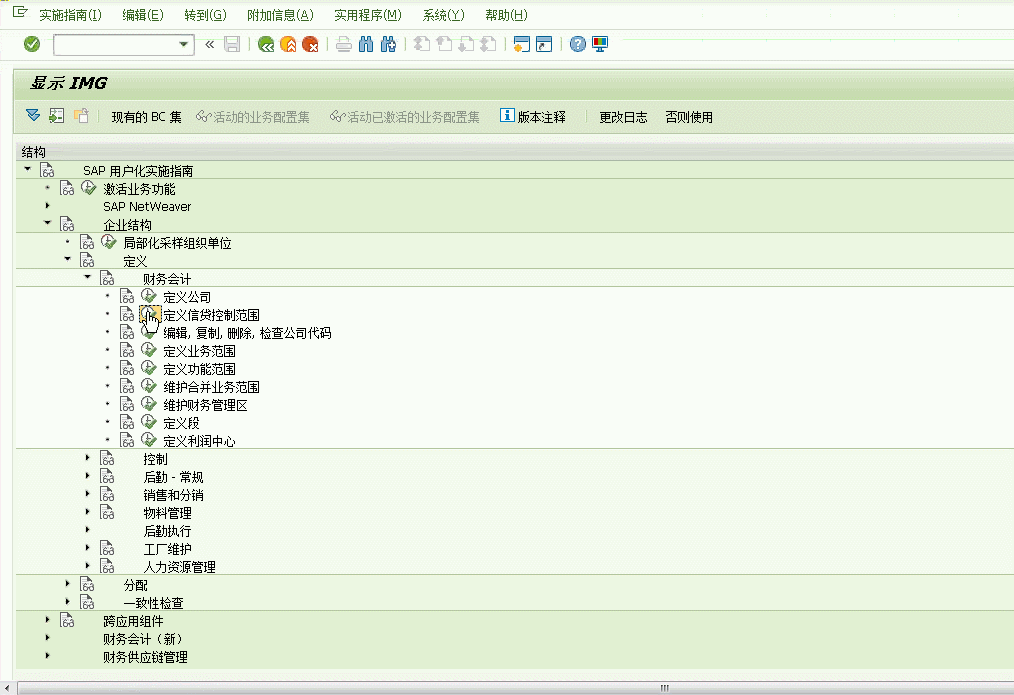 实施指南(I) 编辑(E) 转到(G) 附加信息(A) 实用程序(M) 系统(Y) 帮助(H)
显示 IMG
现有的 BC 集 活动的业务配置集 活动已激活的业务配置集 版本注释 更改日志 否则使用
结构
SAP 用户化实施指南
激活业务功能
SAP NetWeaver
企业结构
局部化采样组织单位
定义
财务会计
定义公司
定义信贷控制范围
编辑, 复制, 删除, 检查公司代码
定义业务范围
定义功能范围
维护合并业务范围
维护财务管理区
定义段
定义利润中心
控制
后勤 - 常规
销售和分销
物料管理
后勤执行
工厂维护
人力资源管理
分配
一致性检查
跨应用组件
财务会计（新）
财务供应链管理